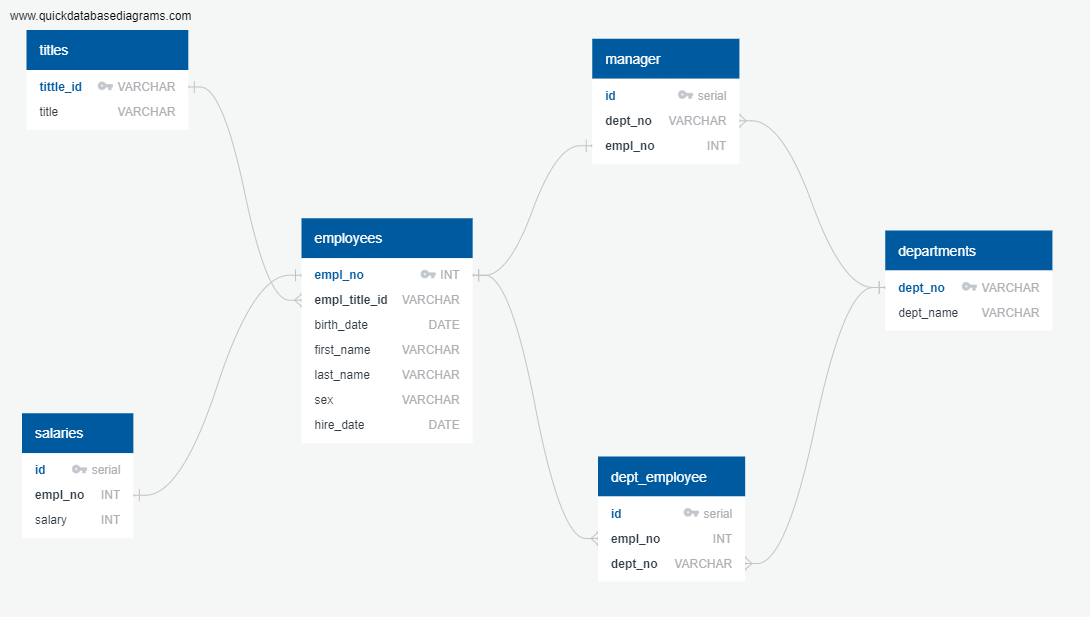 www.quickdatabasediagrams.com
titles
tittle_id VARCHAR
title VARCHAR
manager
id serial
dept_no VARCHAR
empl_no INT
employees
empl_no INT
empl_title_id VARCHAR
birth_date DATE
first_name VARCHAR
last_name VARCHAR
sex VARCHAR
hire_date DATE
departments
dept_no VARCHAR
dept_name VARCHAR
salaries
id serial
empl_no INT
salary INT
dept_employee
id serial
empl_no INT
dept_no VARCHAR